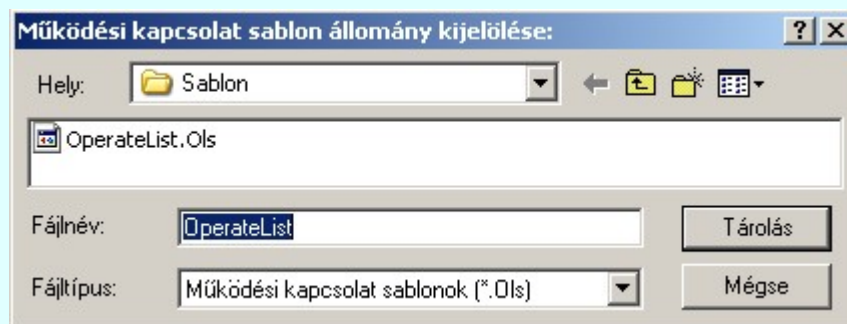 Működési kapcsolat sablon állomány kijelölése:
Hely: Sablon
OperateList.Ols
Fájlnév: OperateList Tárolás
Fájltípus: Működési kapcsolat sablonok (*.Ols) Mégse